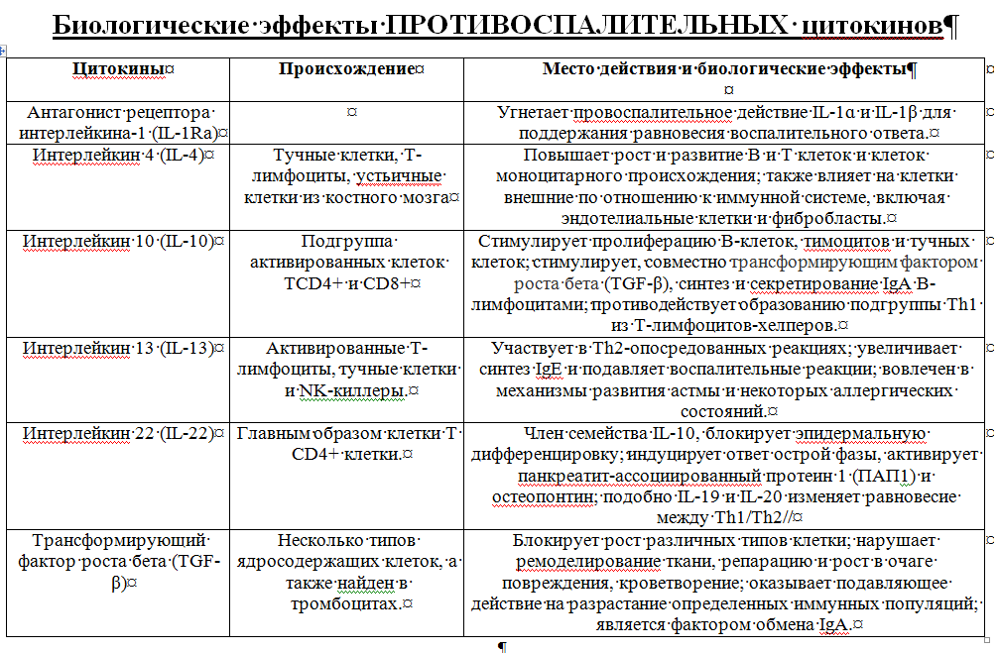 Биологические эффекты ПРОТИВОСПАЛИТЕЛЬНЫХ цитокинов¶
Цитокины¤
Происхождение¤
Место действия и биологические эффекты¶
¤
Антагонист рецептора
интерлейкина-1 (IL-1Ra)¤
¤
Угнетает провоспалительное действие IL-1α и IL-1β для
поддержания равновесия воспалительного ответа.¤
Интерлейкин 4 (IL-4)¤
Тучные клетки, Т-
лимфоциты, устьичные
клетки из костного мозга¤
Повышает рост и развитие В и Т клеток и клеток
моноцитарного происхождения; также влияет на клетки
внешние по отношению к иммунной системе, включая
эндотелиальные клетки и фибробласты.¤
Интерлейкин 10 (IL-10)¤
Подгруппа
активированных клеток
TCD4+ и CD8+¤
Стимулирует пролиферацию В-клеток, тимоцитов и тучных
клеток; стимулирует, совместно трансформирующим фактором
роста бета (TGF-β), синтез и секретирование IgA В-
лимфоцитами; противодействует образованию подгруппы Th1
из Т-лимфоцитов-хелперов.¤
Интерлейкин 13 (IL-13)¤
Активированные Т-
лимфоциты, тучные клетки
и NK-киллеры.¤
Участвует в Th2-опосредованных реакциях; увеличивает
синтез IgE и подавляет воспалительные реакции; вовлечен в
механизмы развития астмы и некоторых аллергических
состояний.¤
Интерлейкин 22 (IL-22)¤
Главным образом клетки Т
CD4+ клетки.¤
Член семейства IL-10, блокирует эпидермальную
дифференцировку; индуцирует ответ острой фазы, активирует
панкреатит-ассоциированный протеин 1 (ПАП1) и
остеопонтин; подобно IL-19 и IL-20 изменяет равновесие
между Th1/Th2//¤
Трансформирующий
фактор роста бета (TGF-
β)¤
Несколько типов
ядросодержащих клеток, а
также найден в
тромбоцитах.¤
Блокирует рост различных типов клетки; нарушает
ремоделирование ткани, репарацию и рост в очаге
повреждения, кроветворение; оказывает подавляющее
действие на разрастание определенных иммунных популяций;
является фактором обмена IgA.¤
¶